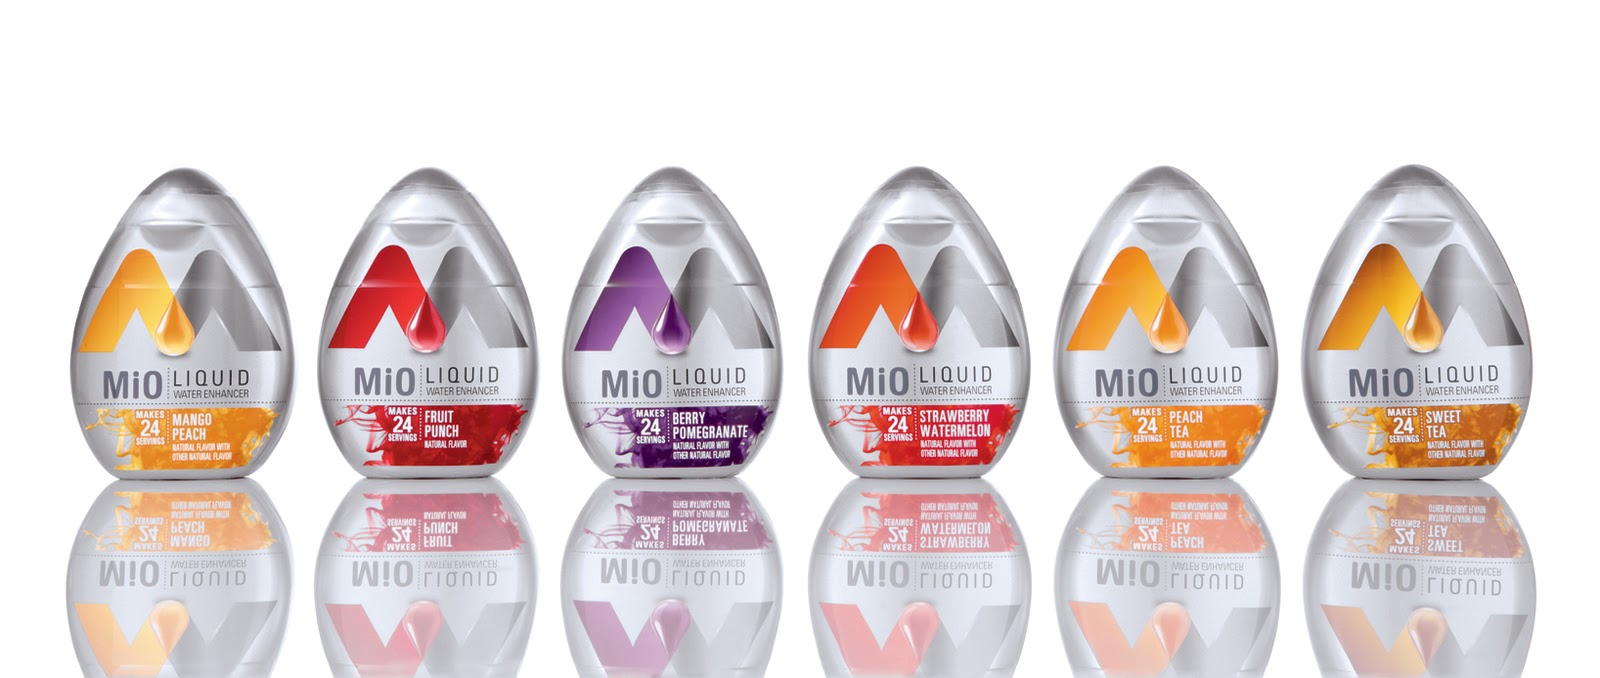 MiO LIQUID
WATER ENHANCER
MAKES
24
SERVINGS
MANGO
PEACH
NATURAL FLAVOR WITH
OTHER NATURAL FLAVOR
MiO LIQUID
WATER ENHANCER
MAKES
24
SERVINGS
FRUIT
PUNCH
NATURAL FLAVOR
MiO LIQUID
WATER ENHANCER
MAKES
24
SERVINGS
BERRY
POMEGRANATE
NATURAL FLAVOR WITH
OTHER NATURAL FLAVOR
MiO LIQUID
WATER ENHANCER
MAKES
24
SERVINGS
STRAWBERRY
WATERMELON
NATURAL FLAVOR WITH
OTHER NATURAL FLAVOR
MiO LIQUID
WATER ENHANCER
MAKES
24
SERVINGS
PEACH
TEA
NATURAL FLAVOR WITH
OTHER NATURAL FLAVOR
MiO LIQUID
WATER ENHANCER
MAKES
24
SERVINGS
SWEET
TEA
NATURAL FLAVOR WITH
OTHER NATURAL FLAVOR